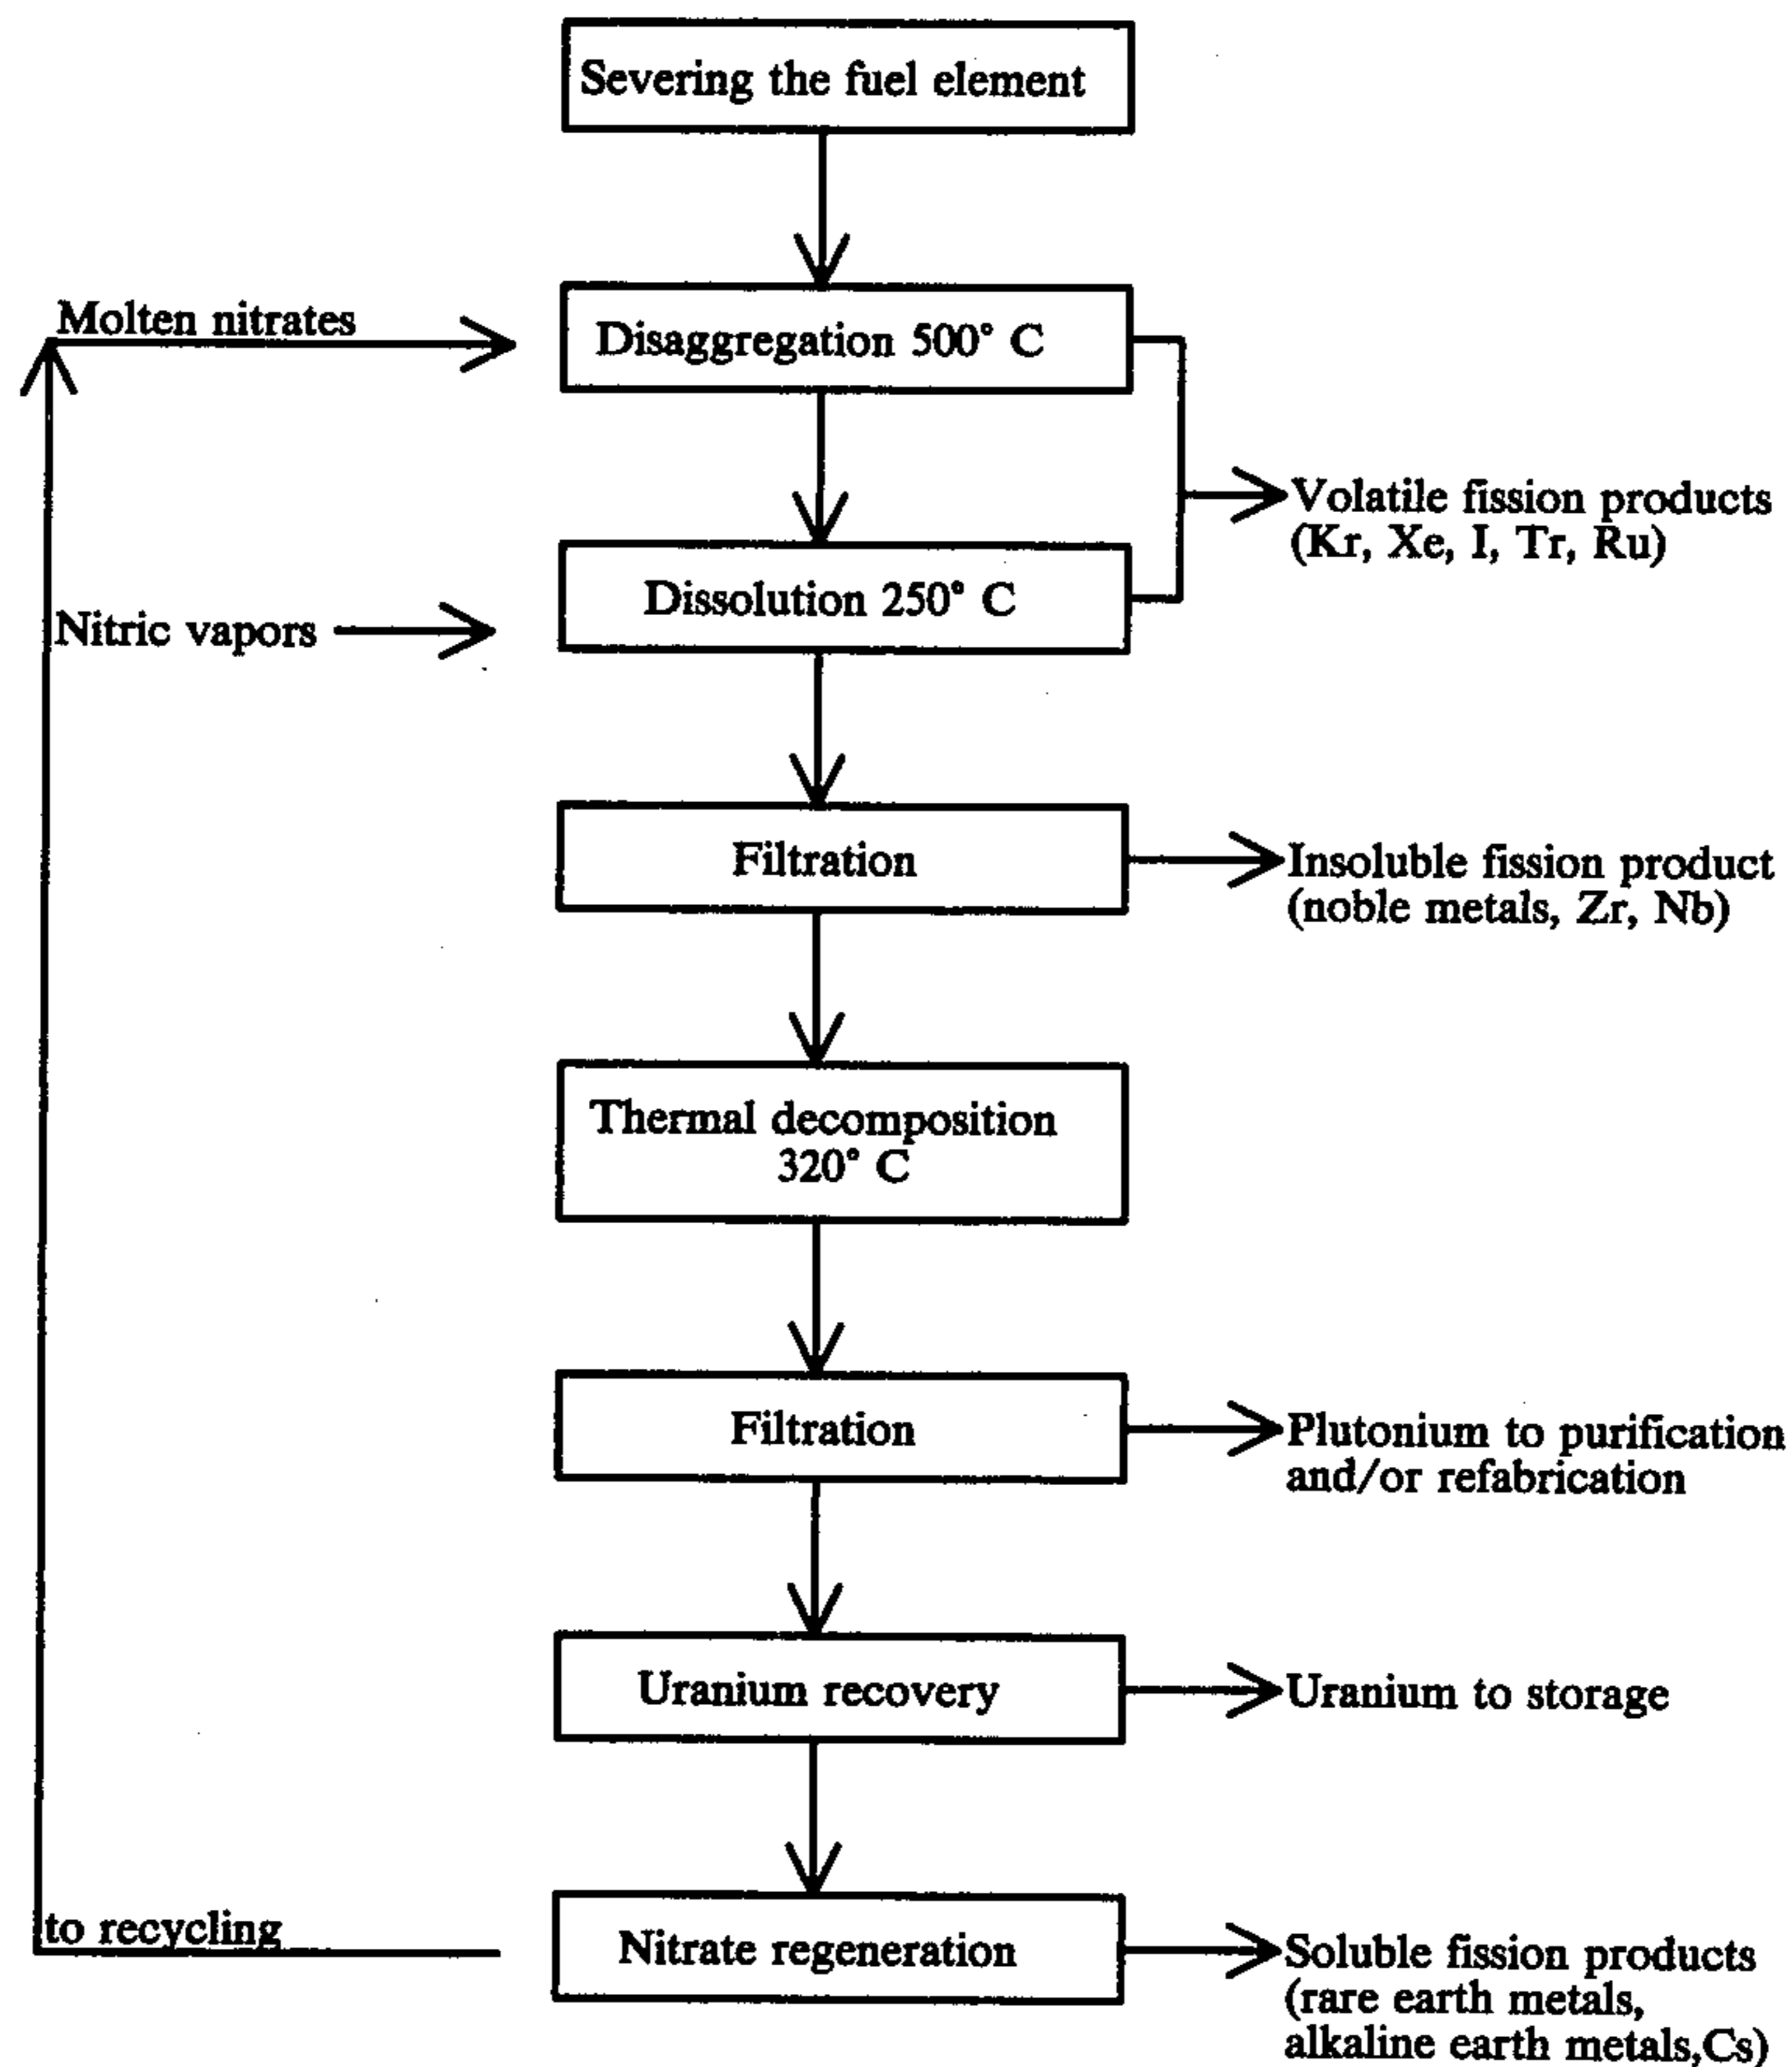 Severing the fuel element
Molten nitrates
Disaggregation 500° C
Volatile fission products
(Kr, Xe, I, Tr, Ru)
Dissolution 250° C
Nitric vapors
Filtration
Insoluble fission product
(noble metals, Zr, Nb)
Thermal decomposition
320° C
Filtration
Plutonium to purification
and/or refabrication
Uranium recovery
Uranium to storage
to recycling
Nitrate regeneration
Soluble fission products
(rare earth metals,
alkaline earth metals,Cs)